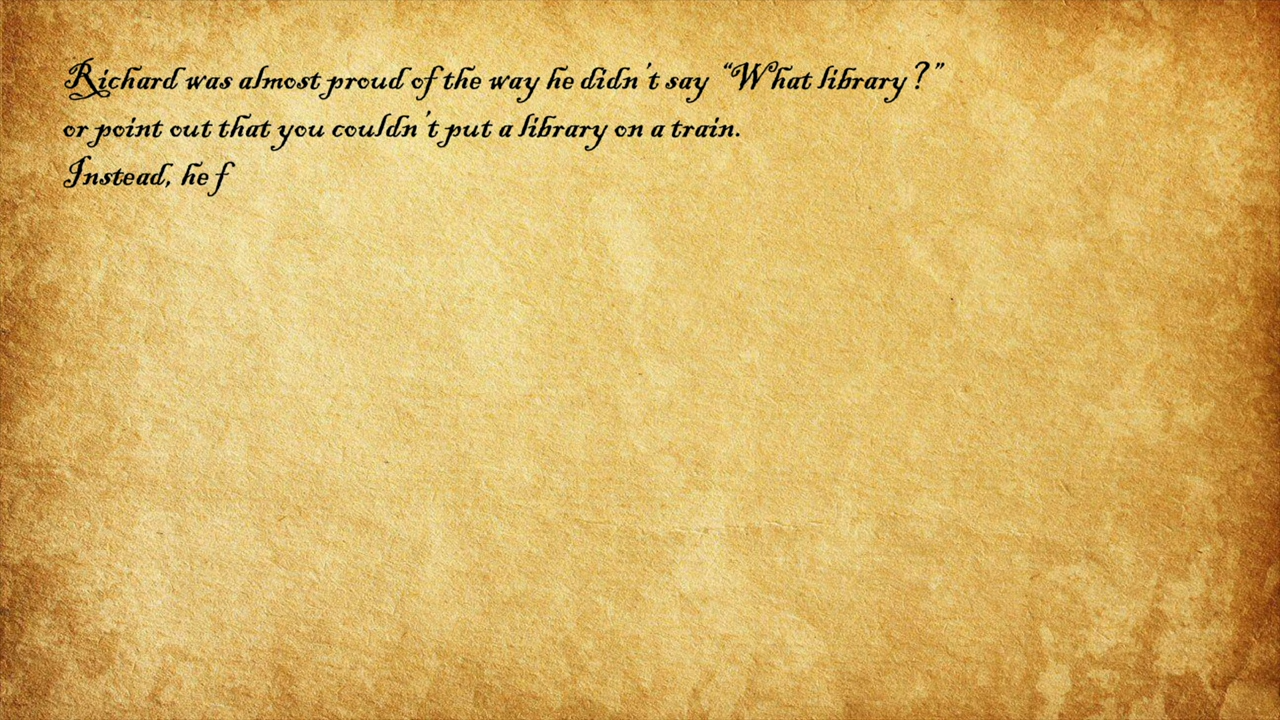 Richard was almost proud of the way he didn't say “What library?”
or point out that you couldn't put a library on a train.
Instead, he f